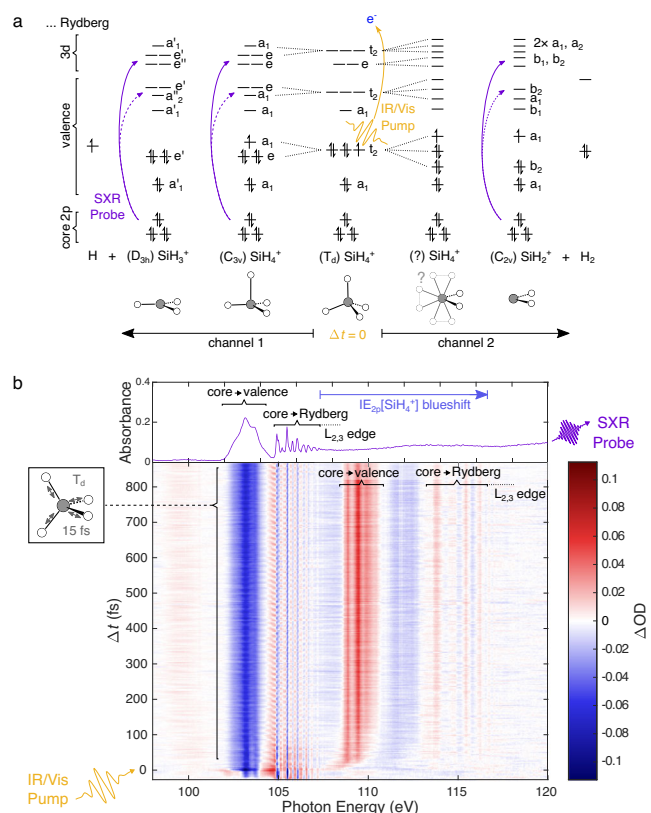 a
... Rydberg
e-
3d
a'1
e'
e''
a1
e
t2
e
2× a1, a2
b1, b2
valence
e'
a''2
a'1
e
a1
t2
a1
b2
a1
b1
IR/Vis
Pump
e'
a1
e
t2
a1
b2
SXR
Probe
a'1
a1
a1
a1
SXR
Probe
core 2p
H + (D3h) SiH3+
(C3v) SiH4+
(Td) SiH4+
(?) SiH4+
(C2v) SiH2+ + H2
?
channel 1
Δt = 0
channel 2
b
0.4
0.2
0
Absorbance
core→valence
core→Rydberg
L2,3 edge
IE2p[SiH4+] blueshift
SXR
Probe
core→valence
core→Rydberg
L2,3 edge
Td
15 fs
800
700
600
500
400
300
200
100
0
Δt (fs)
IR/Vis
Pump
100
105
110
115
120
Photon Energy (eV)
0.1
0.08
0.06
0.04
0.02
0
-0.02
-0.04
-0.06
-0.08
-0.1
ΔOD